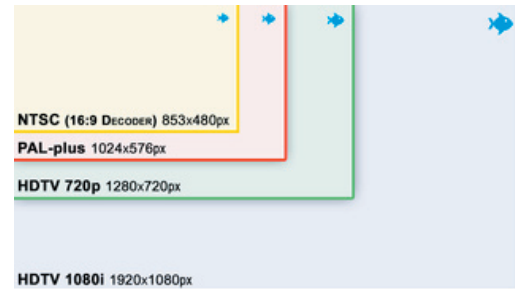 NTSC (16:9 Decoder) 853x480px
PAL-plus 1024x576px
HDTV 720p 1280x720px
HDTV 1080i 1920x1080px